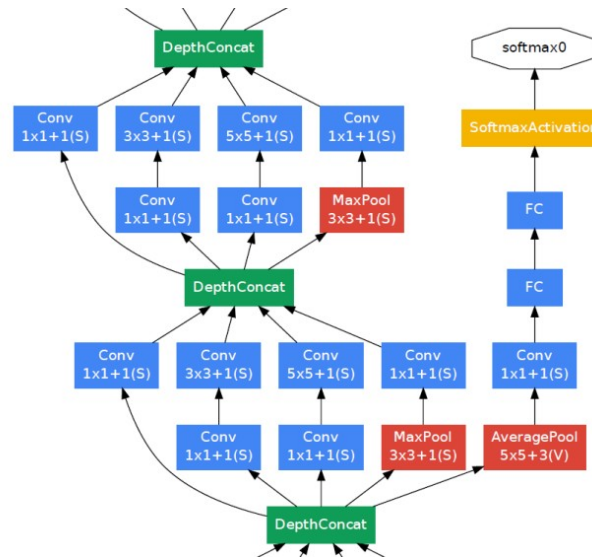 DepthConcat
softmax0
Conv
1x1+1(S)
Conv
3x3+1(S)
Conv
5x5+1(S)
Conv
1x1+1(S)
SoftmaxActivation
Conv
1x1+1(S)
Conv
1x1+1(S)
MaxPool
3x3+1(S)
FC
DepthConcat
FC
Conv
1x1+1(S)
Conv
3x3+1(S)
Conv
5x5+1(S)
Conv
1x1+1(S)
Conv
1x1+1(S)
Conv
1x1+1(S)
Conv
1x1+1(S)
MaxPool
3x3+1(S)
AveragePool
5x5+3(V)
DepthConcat